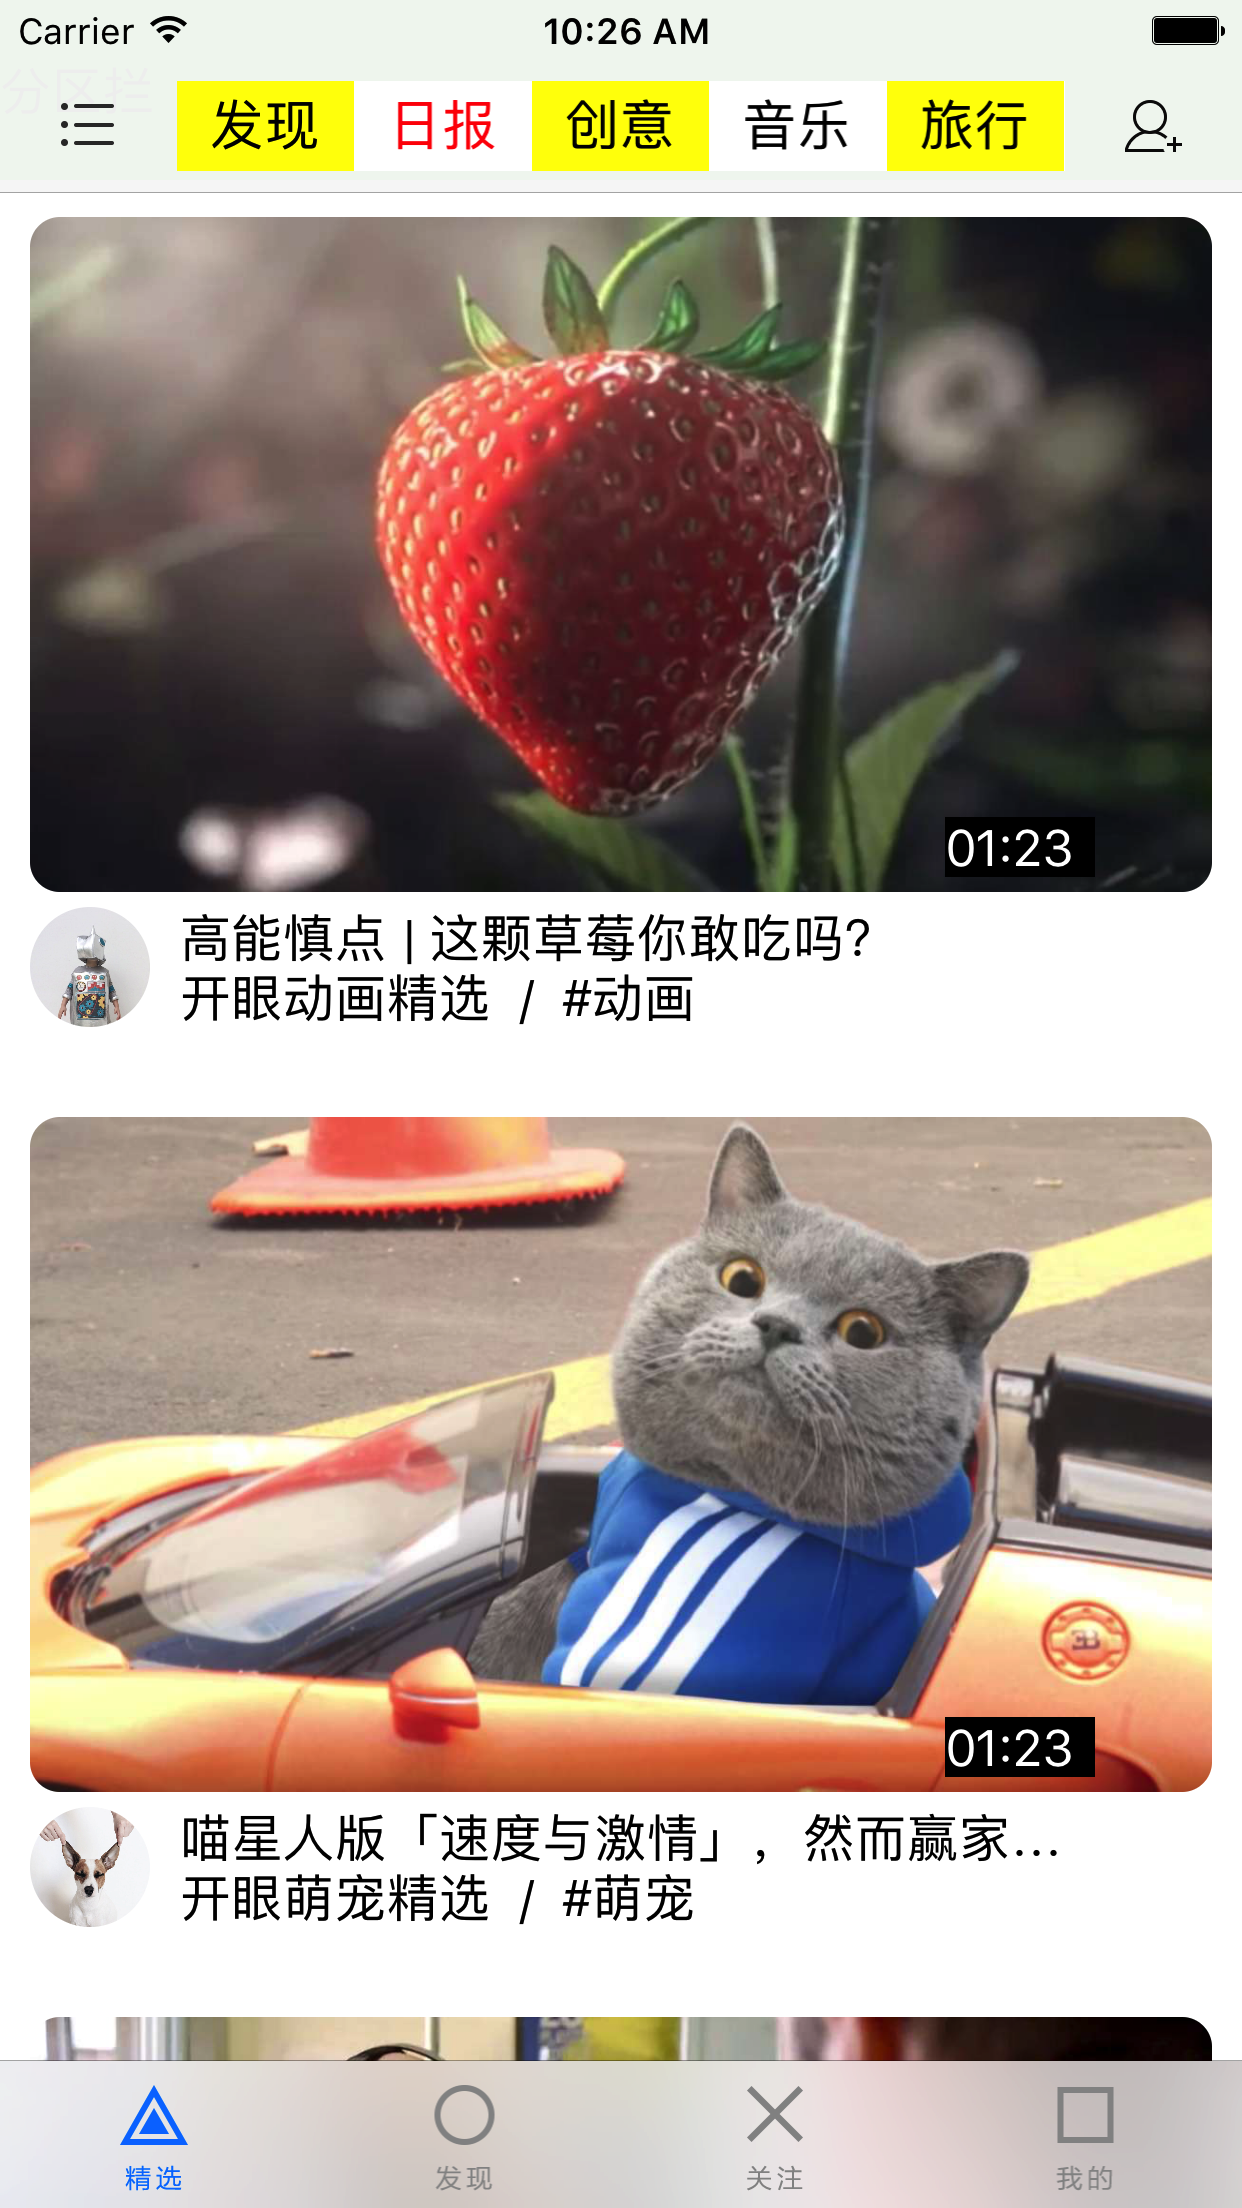 Carrier 10:26 AM
分区拦
发现 日报 创意 音乐 旅行
01:23
高能慎点 | 这颗草莓你敢吃吗?
开眼动画精选 / #动画
01:23
喵星人版「速度与激情」，然而赢家...
开眼萌宠精选 / #萌宠
精选 发现 关注 我的